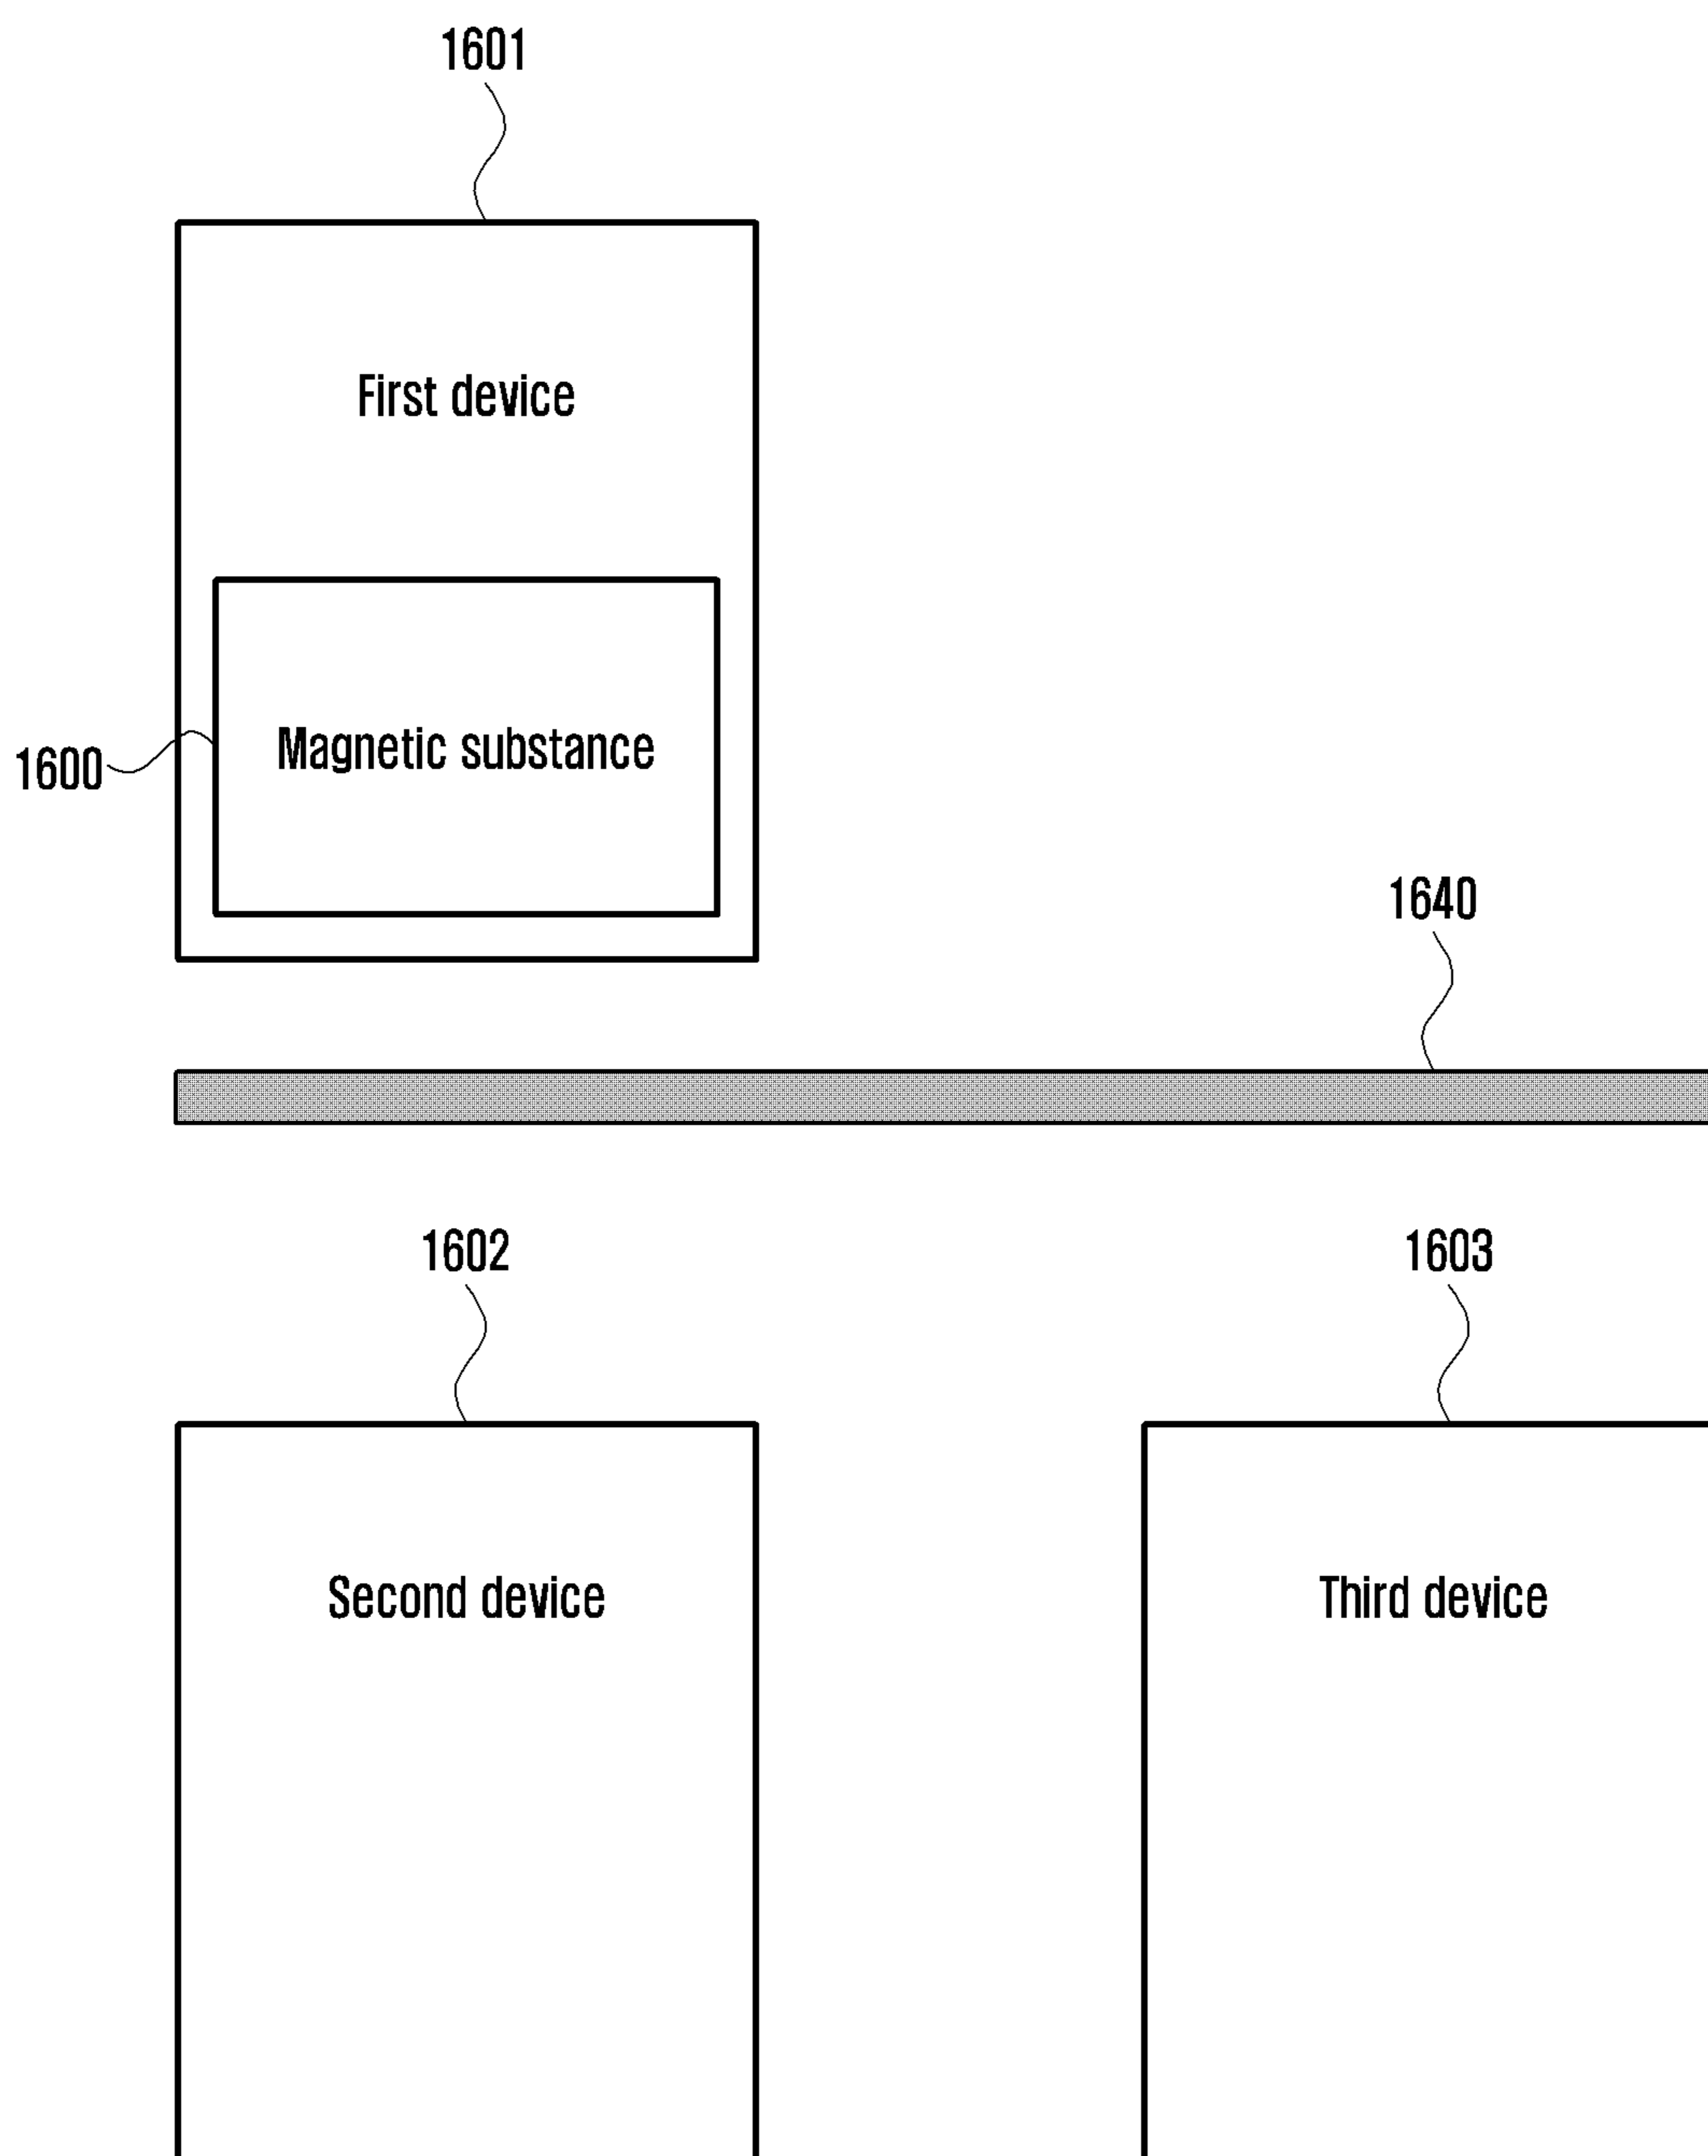 1601
First device
Magnetic substance
1600
1640
1602
1603
Second device
Third device